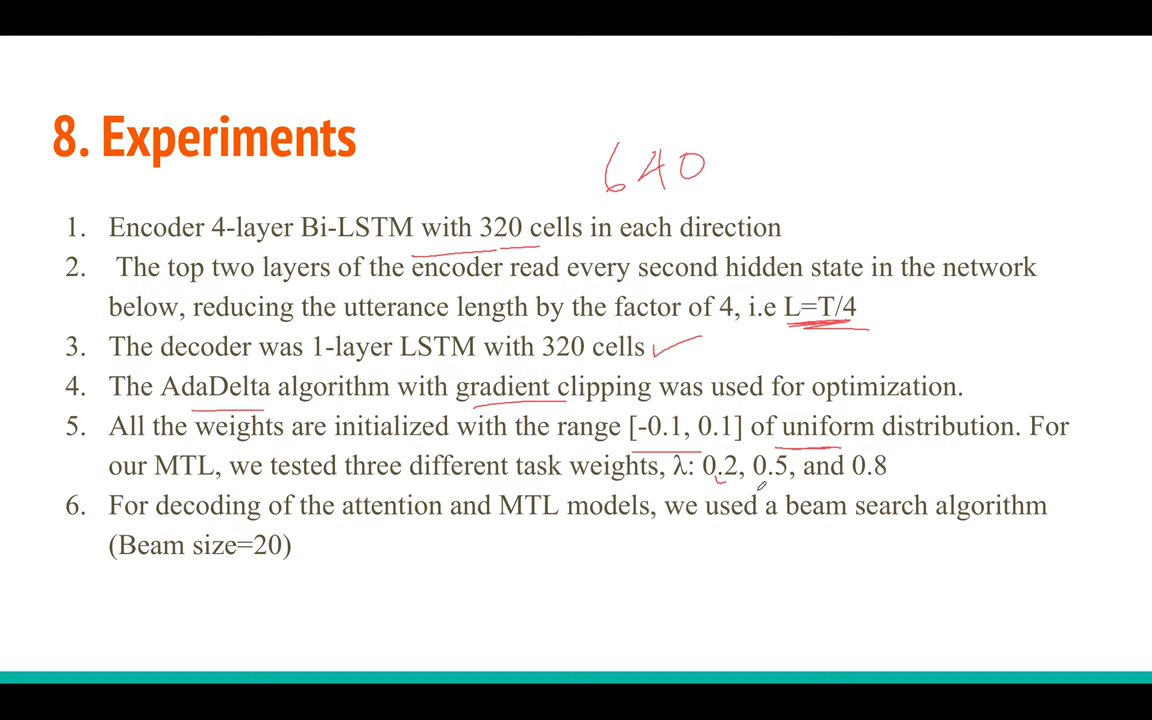 8. Experiments
640
1. Encoder 4-layer Bi-LSTM with 320 cells in each direction
2. The top two layers of the encoder read every second hidden state in the network
below, reducing the utterance length by the factor of 4, i.e L=T/4
3. The decoder was 1-layer LSTM with 320 cells
4. The AdaDelta algorithm with gradient clipping was used for optimization.
5. All the weights are initialized with the range [-0.1, 0.1] of uniform distribution. For
our MTL, we tested three different task weights, λ: 0.2, 0.5, and 0.8
6. For decoding of the attention and MTL models, we used a beam search algorithm
(Beam size=20)